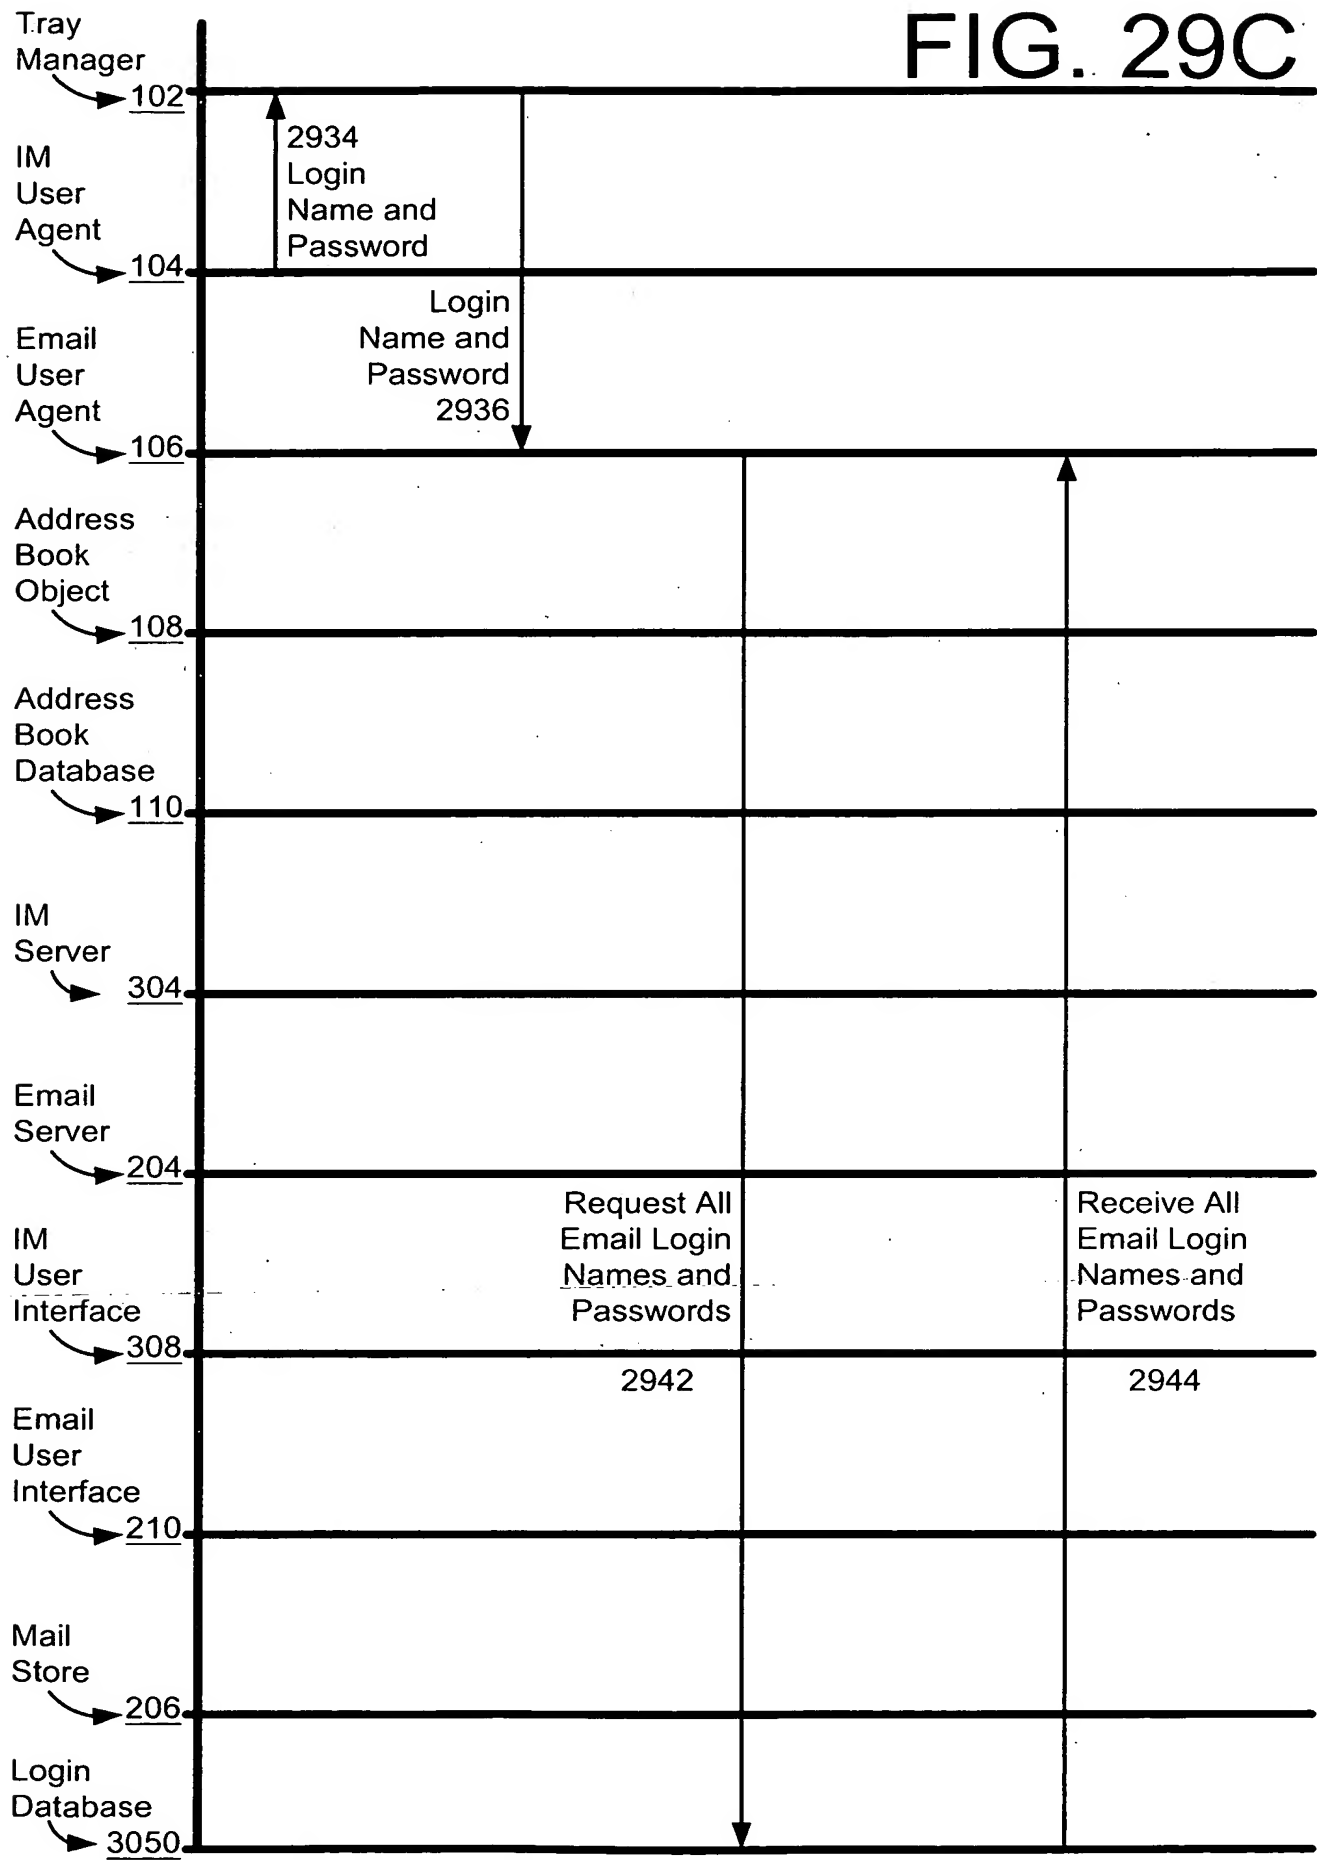 FIG. 29C
Tray
Manager
102
2934
Login
Name and
Password
IM
User
Agent
104
Login
Name and
Password
2936
Email
User
Agent
106
Address
Book
Object
108
Address
Book
Database
110
IM
Server
304
Email
Server
204
Request All
Email Login
Names and
Passwords
2942
Receive All
Email Login
Names and
Passwords
2944
IM
User
Interface
308
Email
User
Interface
210
Mail
Store
206
Login
Database
3050